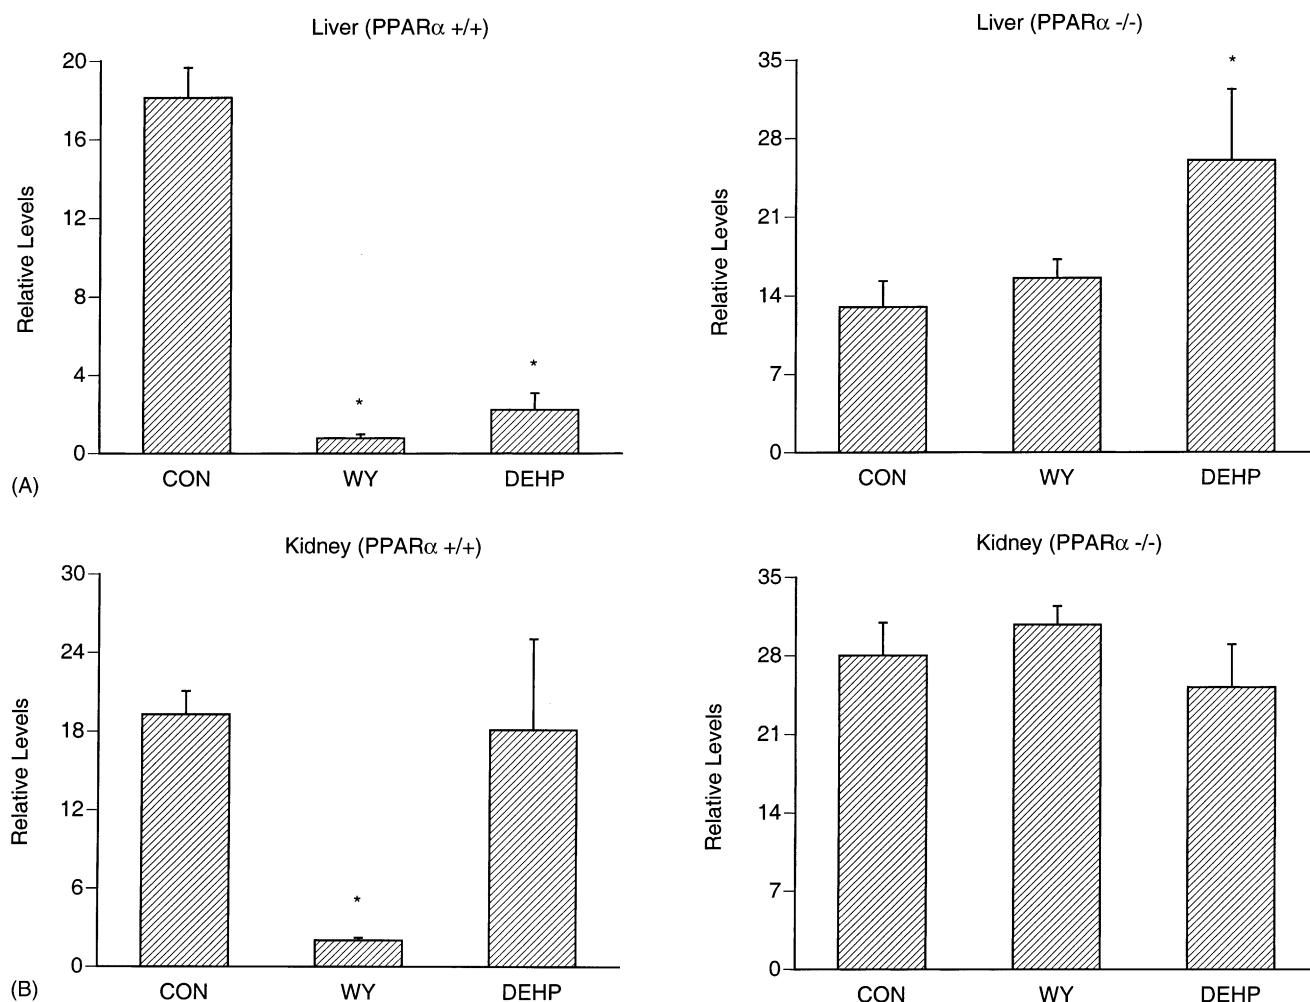 Liver (PPARα +/+)
20
16
12
8
4
0
Relative Levels
*
*
CON WY DEHP
(A)
Liver (PPARα -/-)
35
28
21
14
7
0
Relative Levels
*
CON WY DEHP
Kidney (PPARα +/+)
30
24
18
12
6
0
Relative Levels
*
CON WY DEHP
(B)
Kidney (PPARα -/-)
35
28
21
14
7
0
Relative Levels
CON WY DEHP